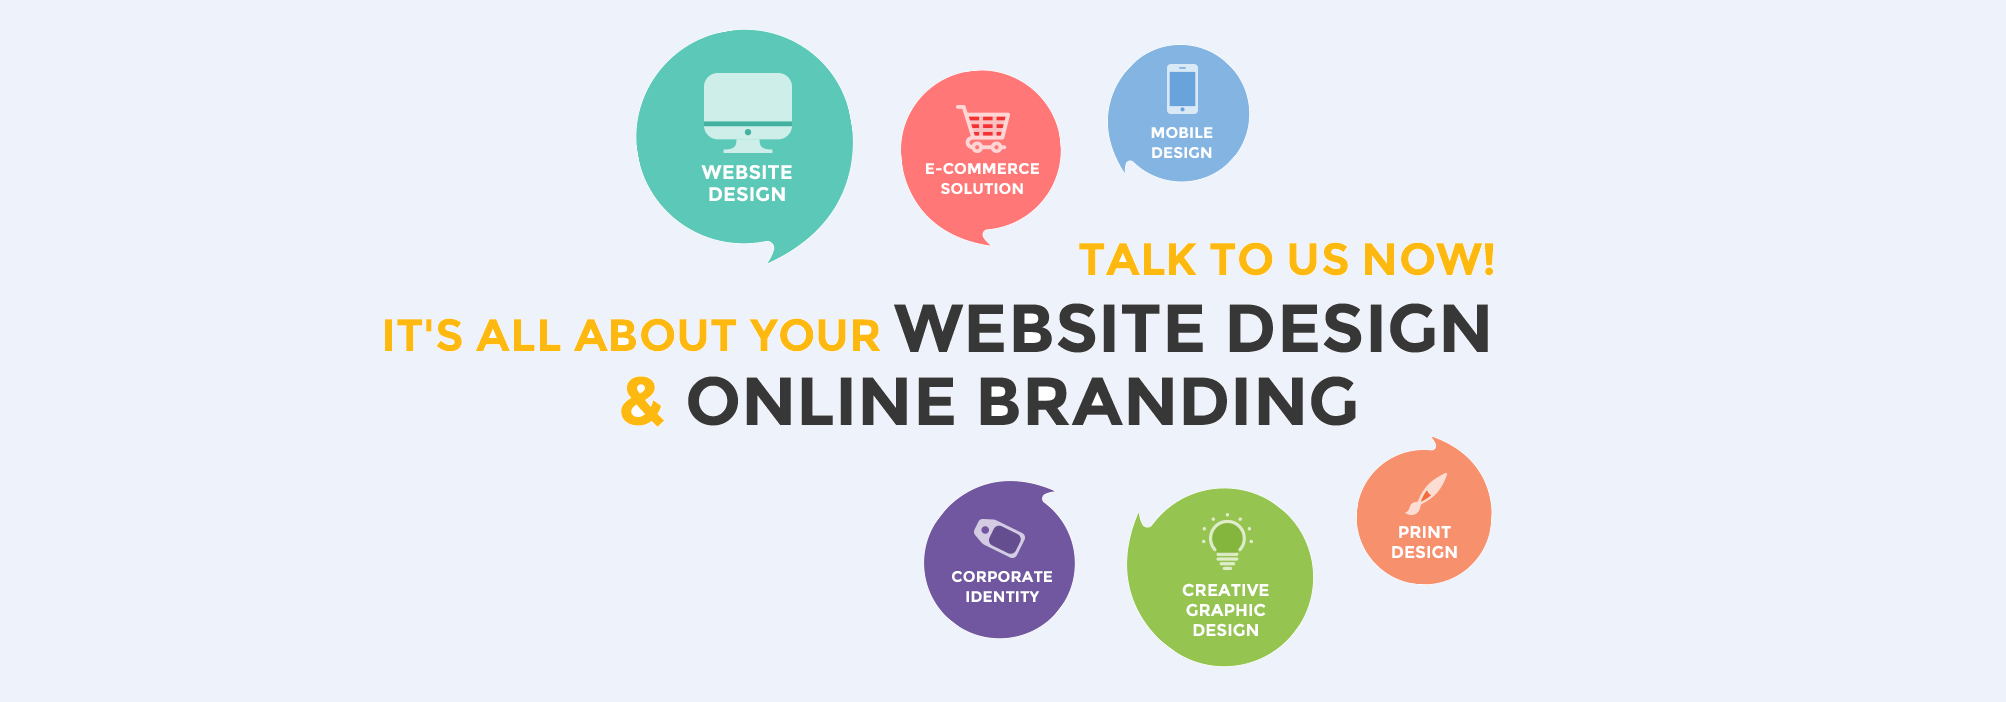 WEBSITE
DESIGN
E-COMMERCE
SOLUTION
MOBILE
DESIGN
TALK TO US NOW!
IT'S ALL ABOUT YOUR WEBSITE DESIGN
& ONLINE BRANDING
CORPORATE
IDENTITY
CREATIVE
GRAPHIC
DESIGN
PRINT
DESIGN